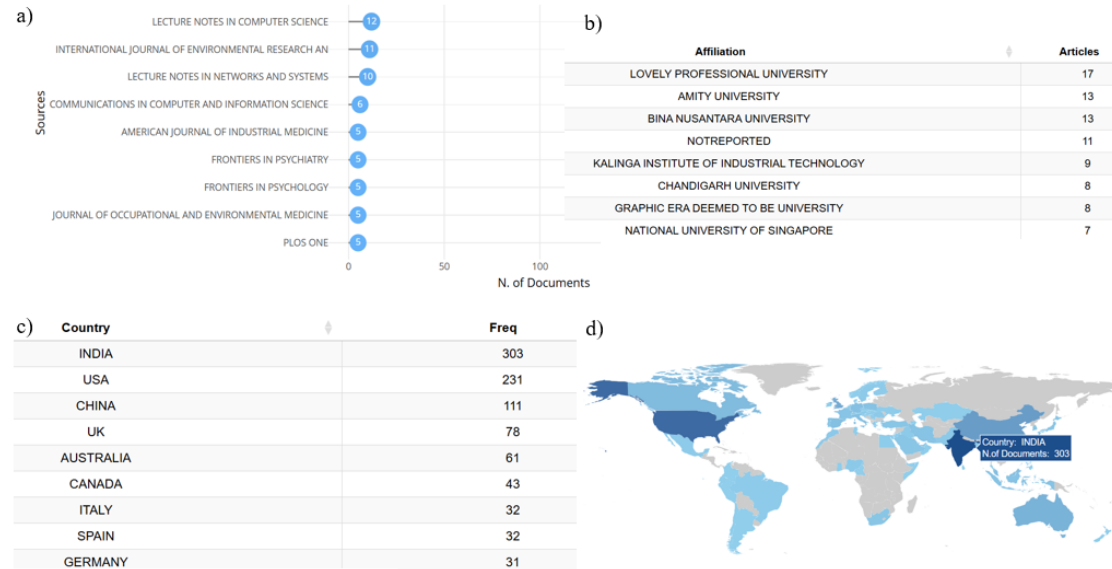 a)
LECTURE NOTES IN COMPUTER SCIENCE 12
INTERNATIONAL JOURNAL OF ENVIRONMENTAL RESEARCH AN 11
LECTURE NOTES IN NETWORKS AND SYSTEMS 10
COMMUNICATIONS IN COMPUTER AND INFORMATION SCIENCE 6
AMERICAN JOURNAL OF INDUSTRIAL MEDICINE 5
FRONTIERS IN PSYCHIATRY 5
FRONTIERS IN PSYCHOLOGY 5
JOURNAL OF OCCUPATIONAL AND ENVIRONMENTAL MEDICINE 5
PLOS ONE 5
Sources
0 50 100
N. of Documents
b)
Affiliation Articles
LOVELY PROFESSIONAL UNIVERSITY 17
AMITY UNIVERSITY 13
BINA NUSANTARA UNIVERSITY 13
NOTREPORTED 11
KALINGA INSTITUTE OF INDUSTRIAL TECHNOLOGY 9
CHANDIGARH UNIVERSITY 8
GRAPHIC ERA DEEMED TO BE UNIVERSITY 8
NATIONAL UNIVERSITY OF SINGAPORE 7
c)
Country Freq
INDIA 303
USA 231
CHINA 111
UK 78
AUSTRALIA 61
CANADA 43
ITALY 32
SPAIN 32
GERMANY 31
d)
Country: INDIA
N.of Documents: 303